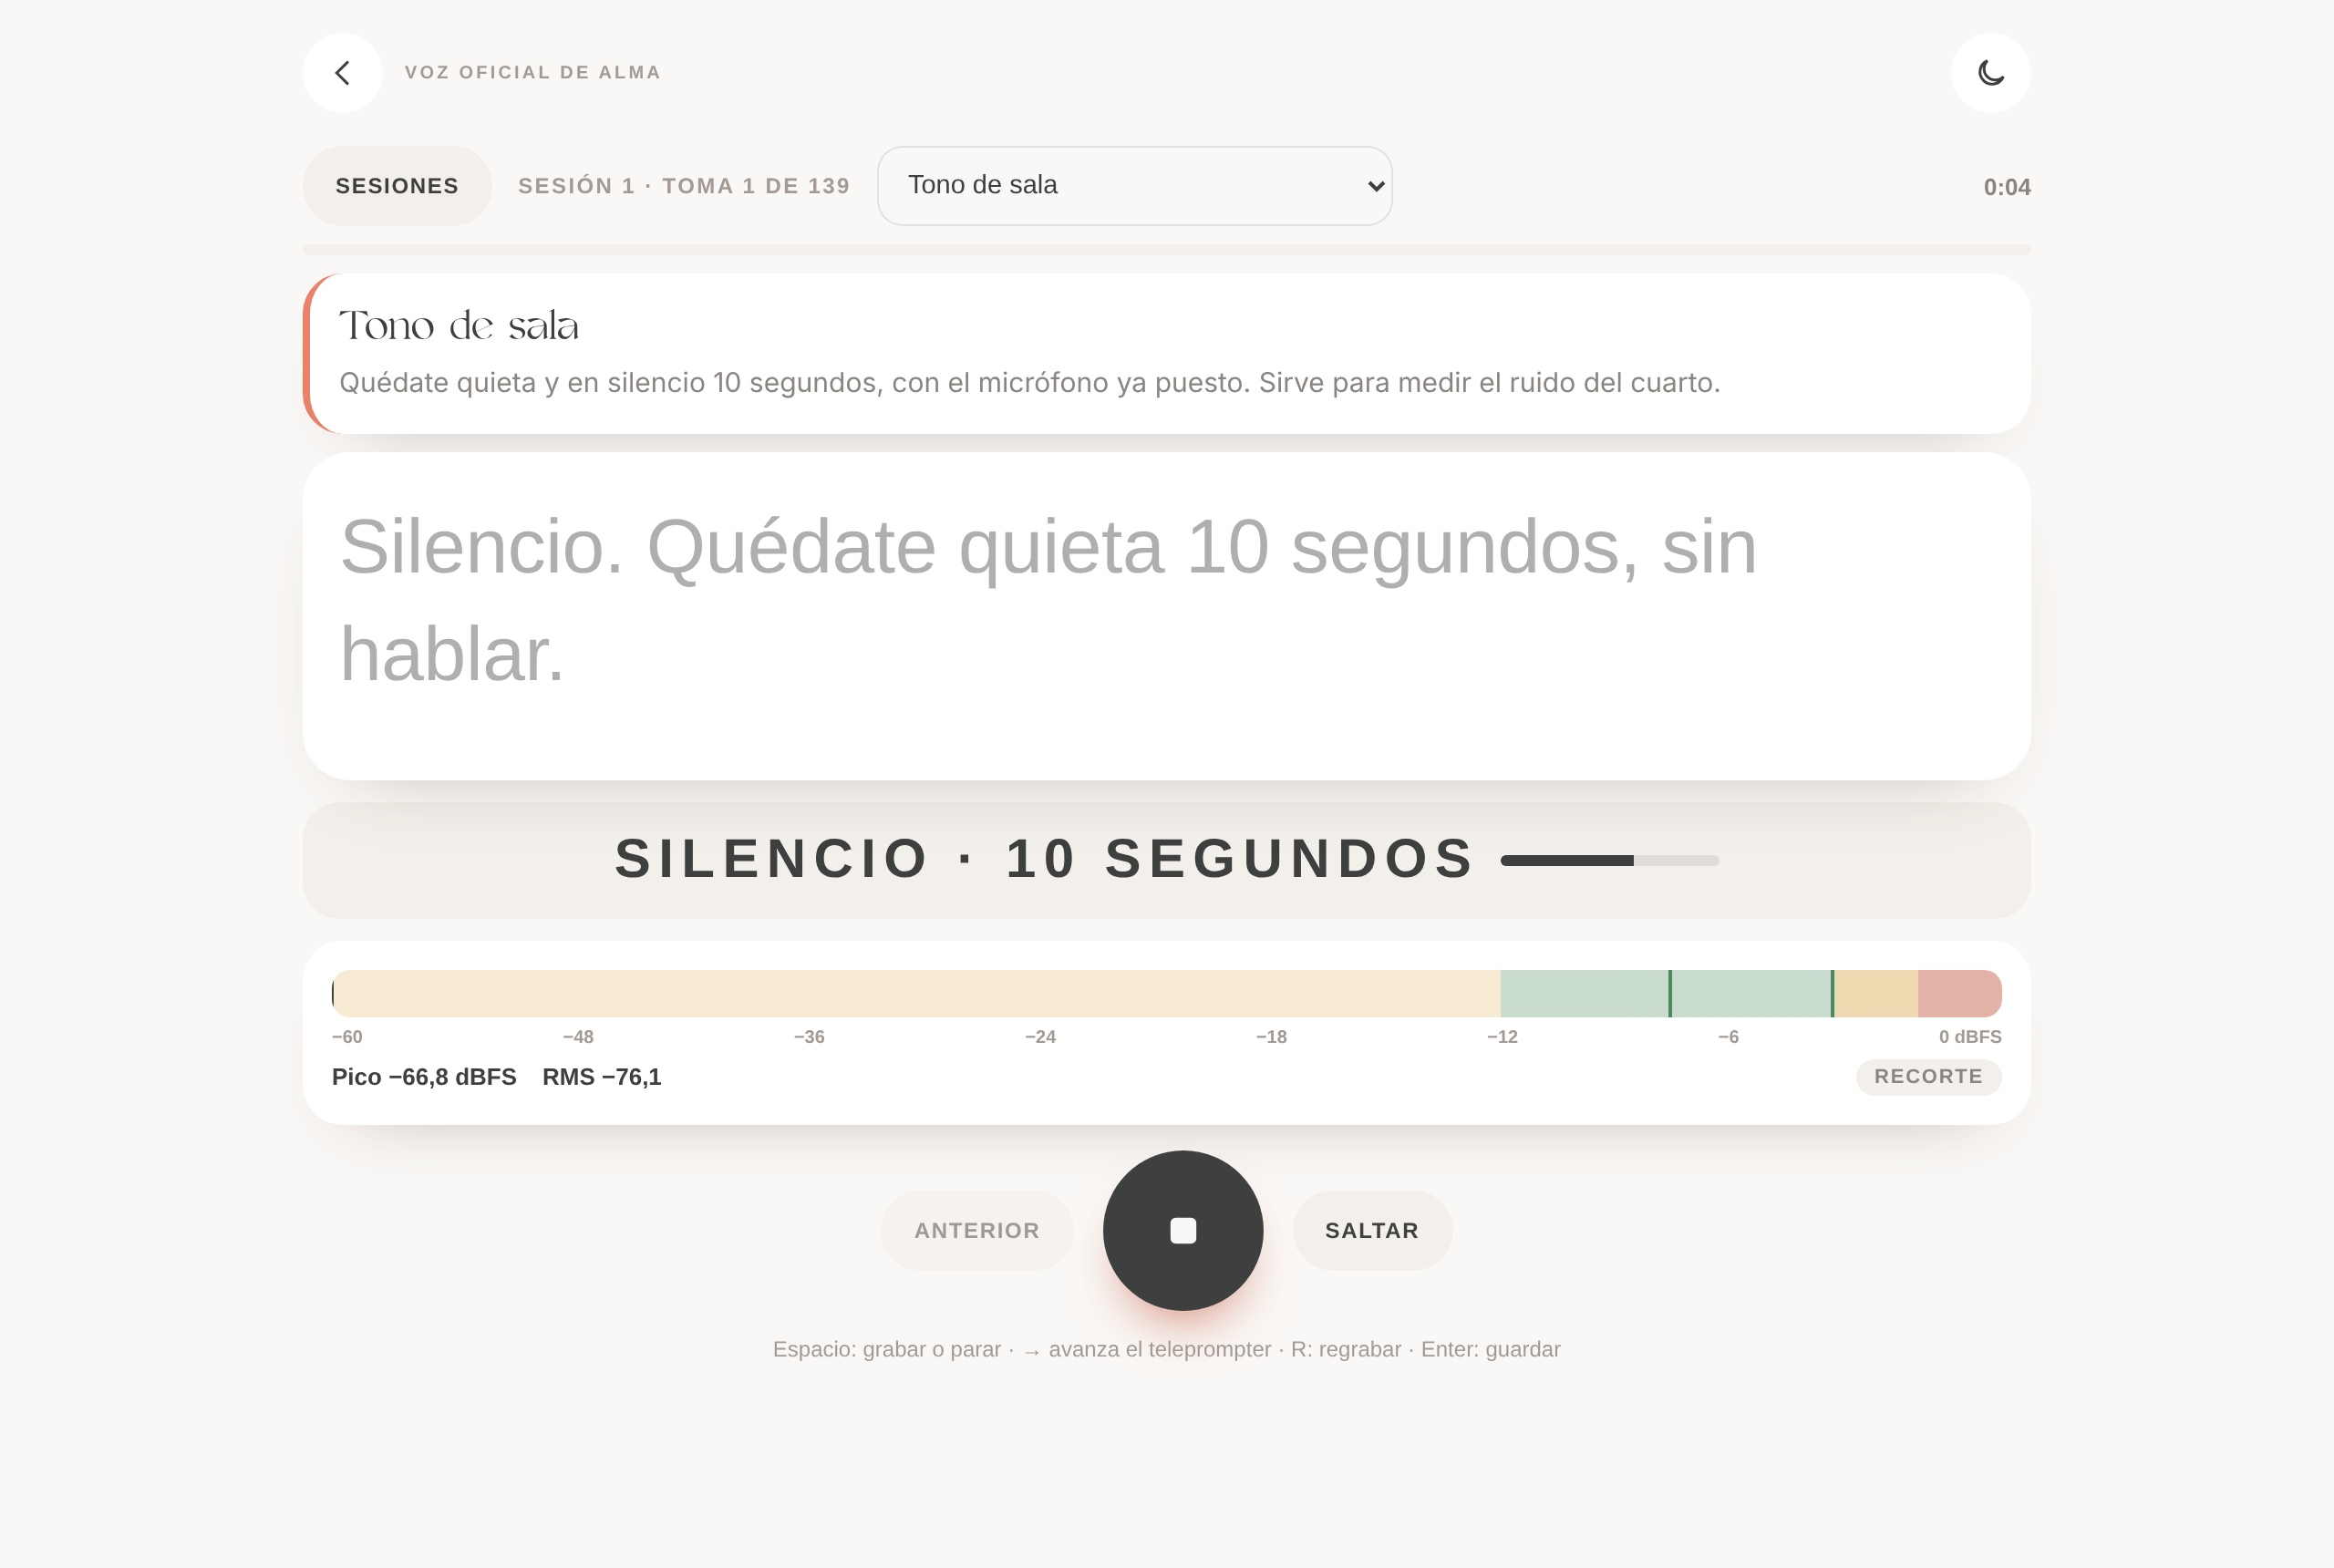 VOZ OFICIAL DE ALMA
SESIONES
SESIÓN 1 · TOMA 1 DE 139
Tono de sala
0:04
Tono de sala
Quédate quieta y en silencio 10 segundos, con el micrófono ya puesto. Sirve para medir el ruido del cuarto.
Silencio. Quédate quieta 10 segundos, sin
hablar.
SILENCIO · 10 SEGUNDOS
−60 −48 −36 −24 −18 −12 −6 0 dBFS
Pico −66,8 dBFS RMS −76,1
RECORTE
ANTERIOR
SALTAR
Espacio: grabar o parar · → avanza el teleprompter · R: regrabar · Enter: guardar